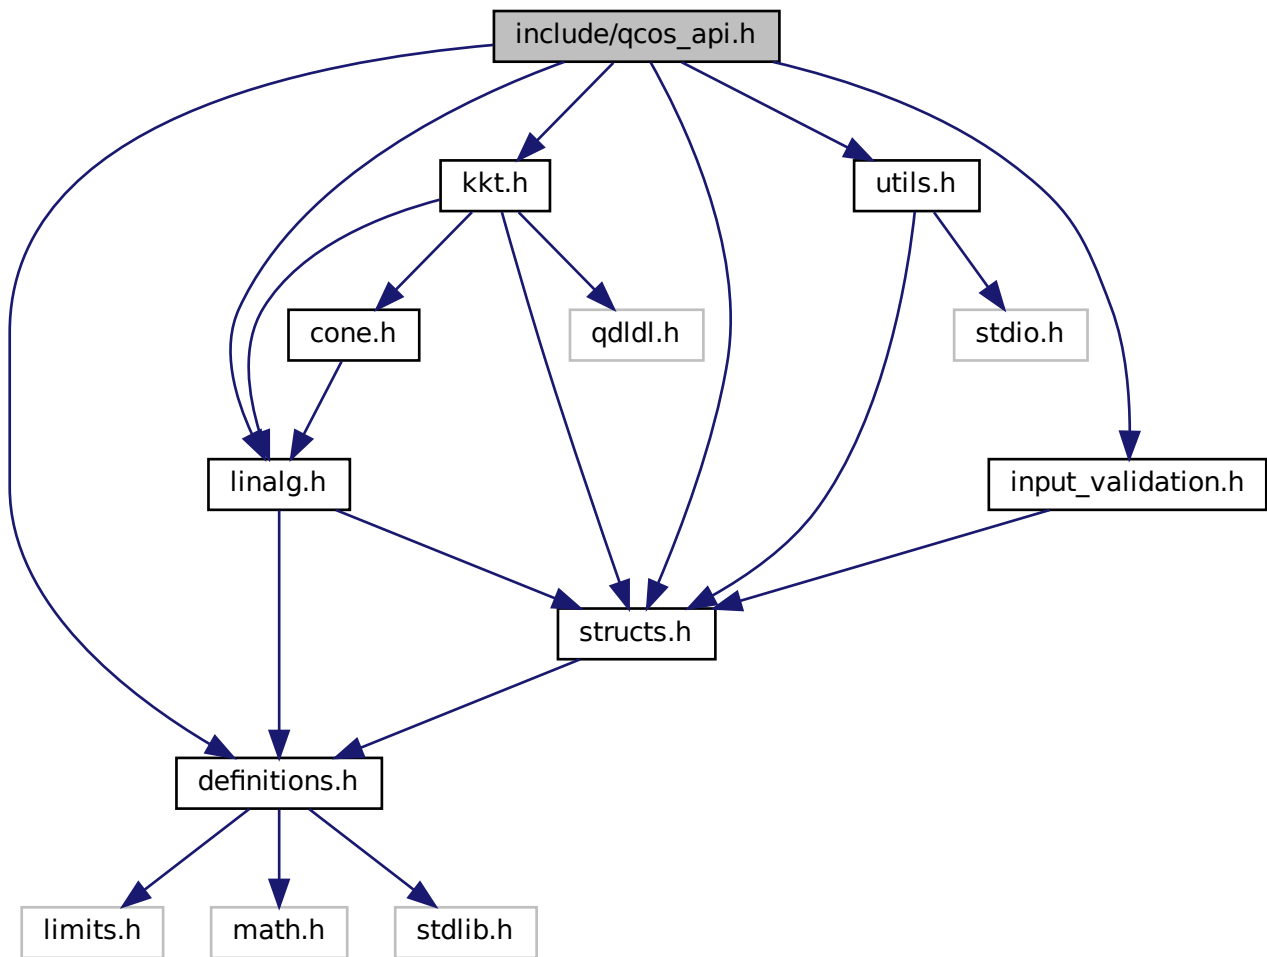 include/qcos_api.h
kkt.h
utils.h
cone.h
qdldl.h
stdio.h
linalg.h
input_validation.h
structs.h
definitions.h
limits.h
math.h
stdlib.h